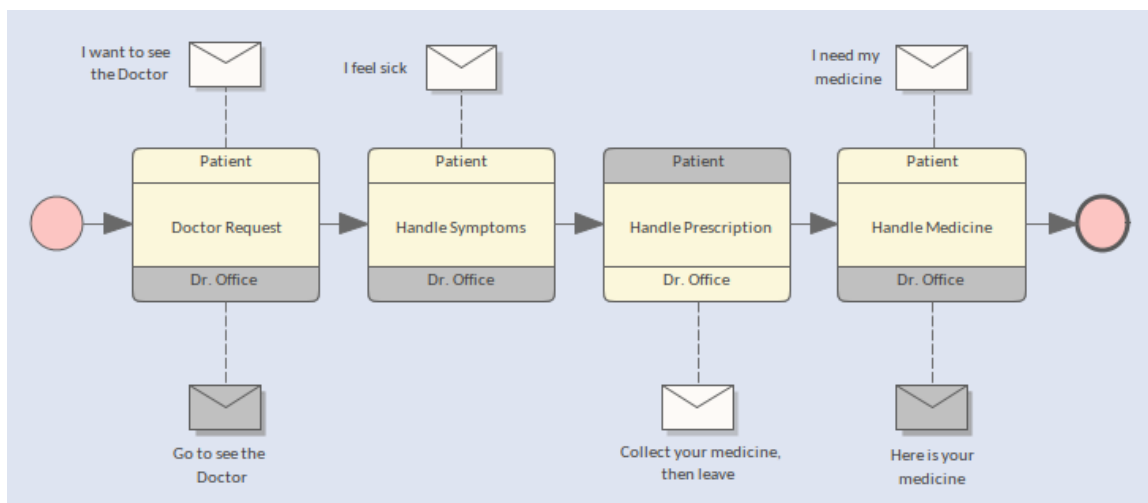 I want to see
the Doctor
I feel sick
I need my
medicine
Patient
Patient
Patient
Patient
Doctor Request
Handle Symptoms
Handle Prescription
Handle Medicine
Dr. Office
Dr. Office
Dr. Office
Dr. Office
Go to see the
Doctor
Collect your medicine,
then leave
Here is your
medicine